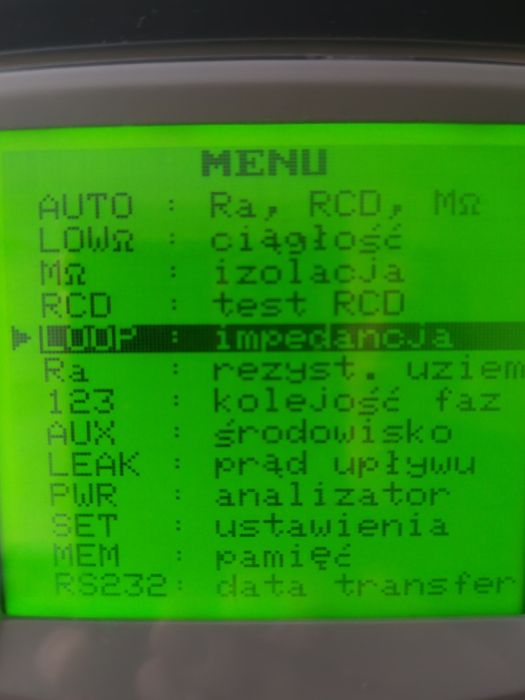 MENU
AUTO : Ra, RCD, MΩ
LOWΩ : ciągłość
MΩ : izolacja
RCD : test RCD
LOOP : impedancja
Ra : rezyst. uziem
123 : kolejość faz
AUX : środowisko
LEAK : prąd upływu
PWR : analizator
SET : ustawienia
MEM : pamięć
RS232: data transfer